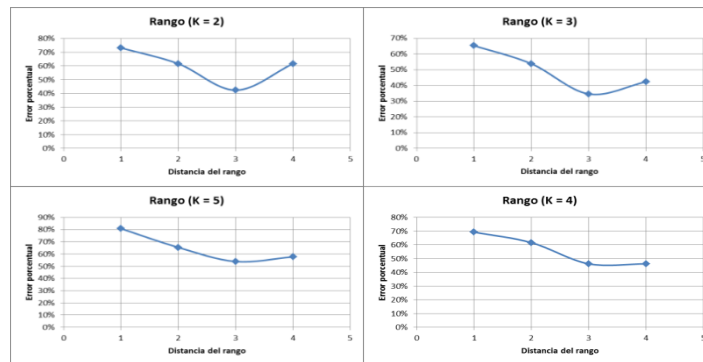 Rango (K = 2)
80%
70%
60%
50%
40%
30%
20%
10%
0%
0 1 2 3 4 5
Error porcentual
Distancia del rango
Rango (K = 3)
70%
60%
50%
40%
30%
20%
10%
0%
0 1 2 3 4 5
Error porcentual
Distancia del rango
Rango (K = 5)
90%
80%
70%
60%
50%
40%
30%
20%
10%
0%
0 1 2 3 4 5
Error porcentual
Distancia del rango
Rango (K = 4)
80%
70%
60%
50%
40%
30%
20%
10%
0%
0 1 2 3 4 5
Error porcentual
Distancia del rango